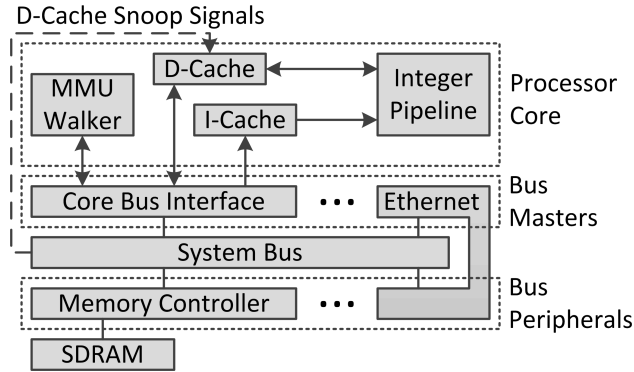 D-Cache Snoop Signals
D-Cache
MMU
Walker
Integer
Pipeline
Processor
Core
I-Cache
Core Bus Interface
• • •
Ethernet
Bus
Masters
System Bus
Memory Controller
• • •
Bus
Peripherals
SDRAM